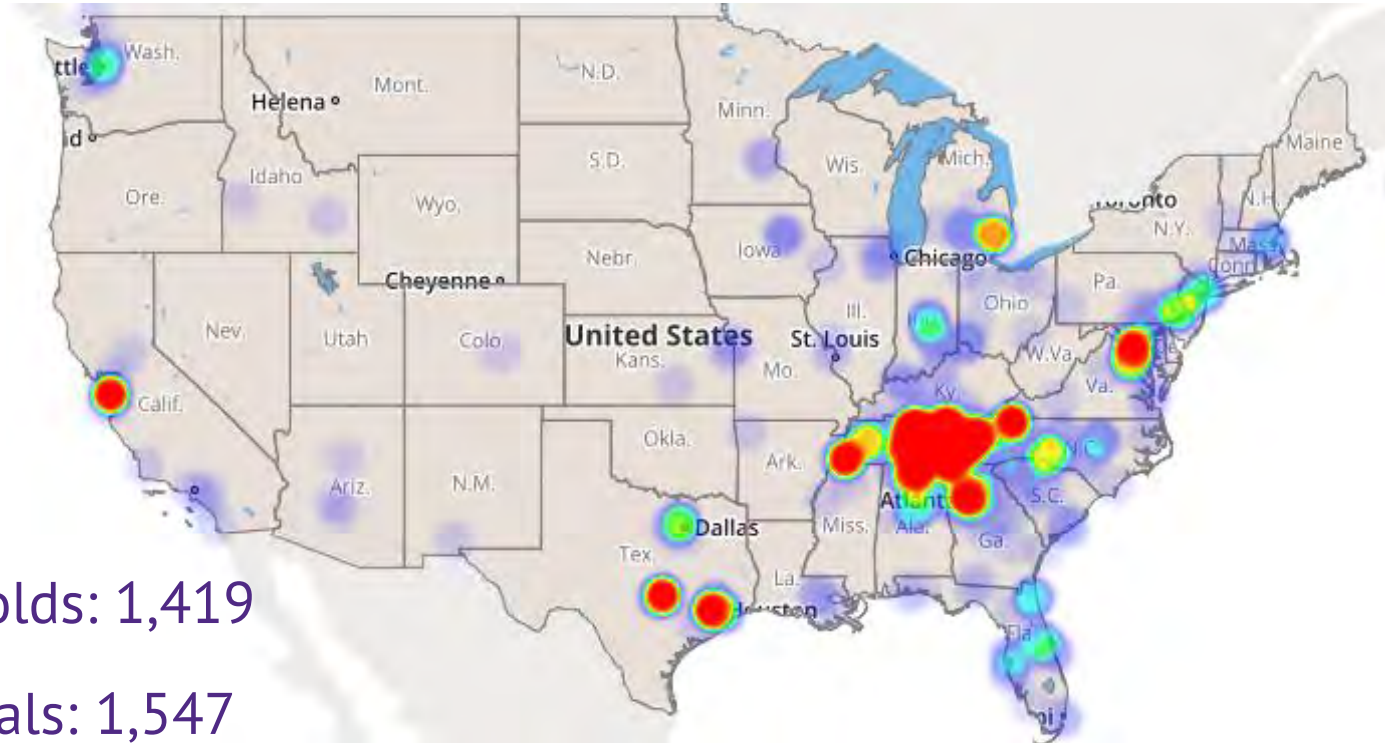 Wash.
ttle
Mont.
N.D.
Helena
Minn.
id
Maine
S.D.
Wis.
Mich.
Idaho
Ore.
Wyo.
N.H.
N.Y.
Iowa
Mass.
Nebr.
Chicago
Conn.
Cheyenne
Pa.
Ohio
Ill.
Nev.
Utah
Colo.
United States
St. Louis
Kans.
W.Va.
Mo.
Va.
Ky.
Calif.
Okla.
N.C.
Ark.
Ariz.
N.M.
S.C.
Atlant
Dallas
Miss.
Ala.
Ga.
Tex.
La.
olds: 1,419
Houston
Fla
als: 1,547